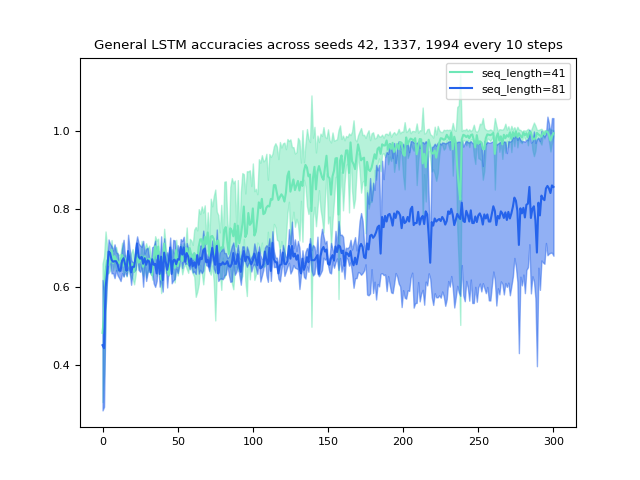 General LSTM accuracies across seeds 42, 1337, 1994 every 10 steps
seq_length=41
seq_length=81
1.0
0.8
0.6
0.4
0 50 100 150 200 250 300